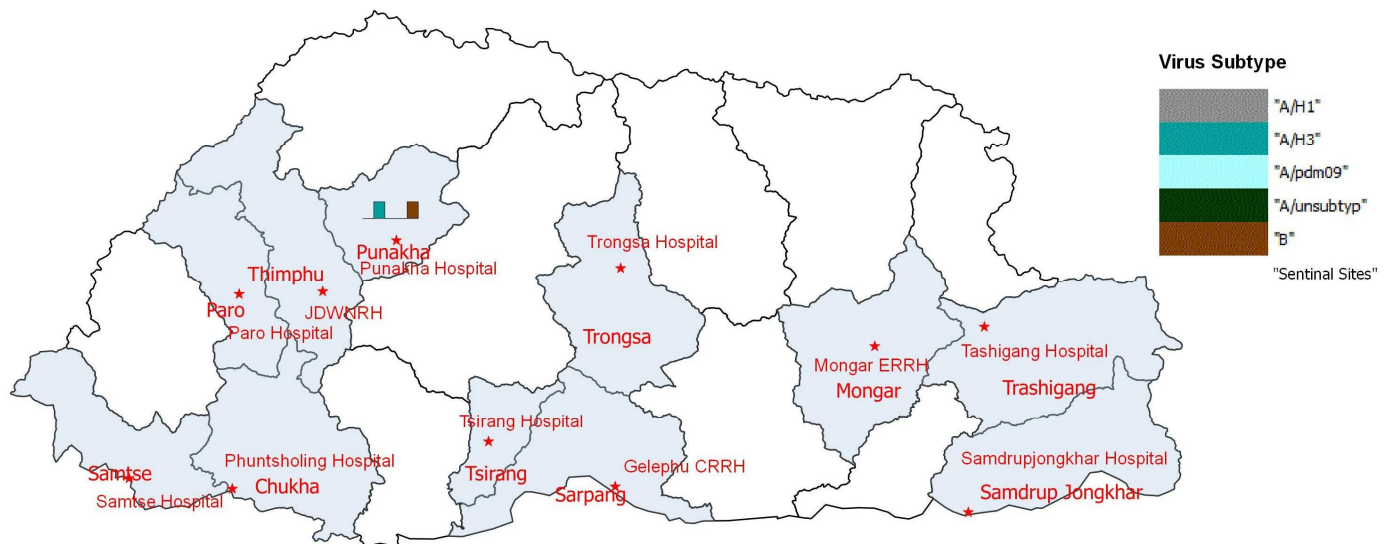 Virus Subtype
"A/H1"
"A/H3"
"A/pdm09"
"A/unsubtyp"
"B"
"Sentinal Sites"
Punakha
Punakha Hospital
Thimphu
JDWNRH
Paro
Paro Hospital
Trongsa Hospital
Trongsa
Mongar ERRH
Mongar
Tashigang Hospital
Trashigang
Tsirang Hospital
Tsirang
Gelephu CRRH
Sarpang
Samtse
Samtse Hospital
Phuntsholing Hospital
Chukha
Samdrupjongkhar Hospital
Samdrup Jongkhar